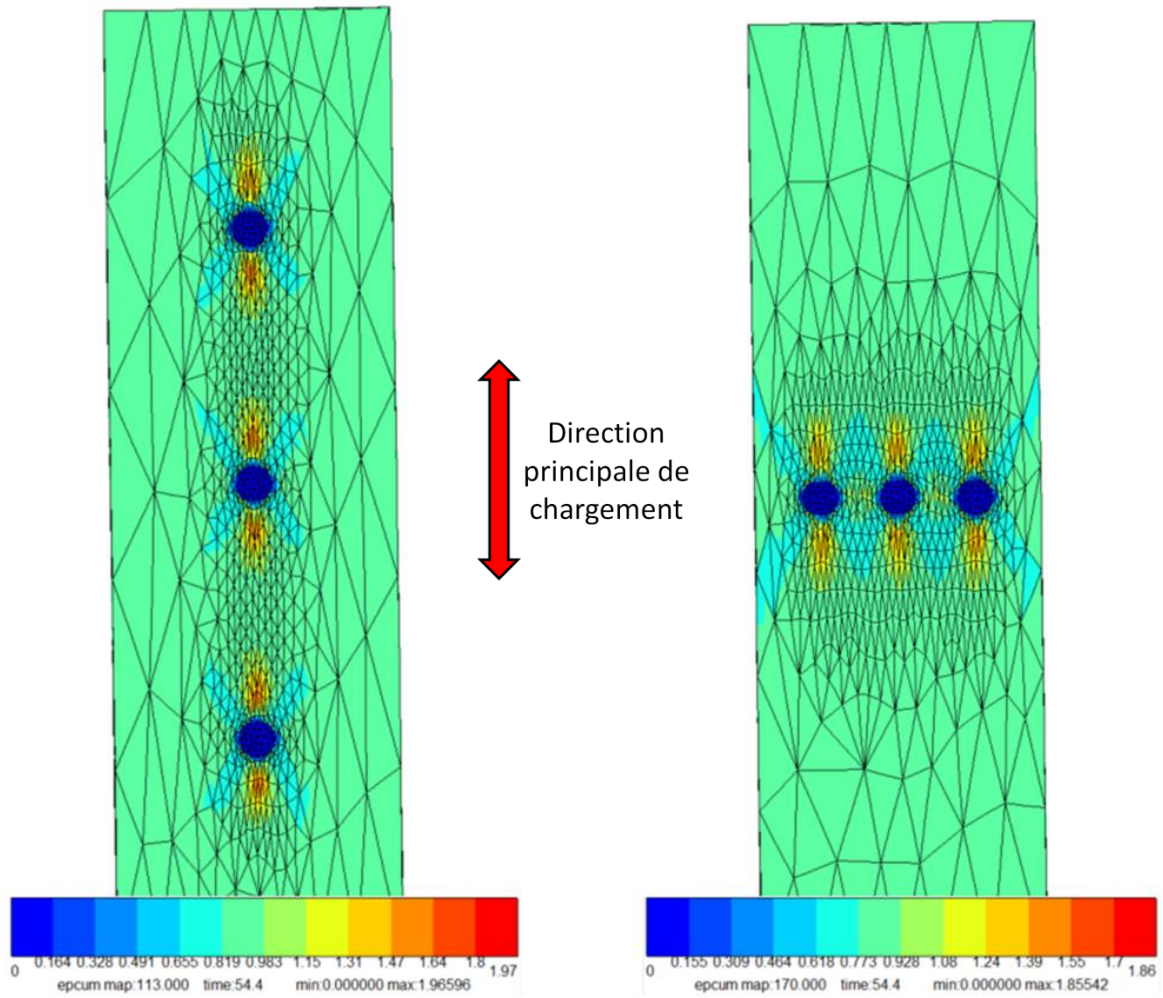 Direction
principale de
chargement
0 0.164 0.328 0.491 0.655 0.819 0.983 1.15 1.31 1.47 1.64 1.8 1.97
epcum map:113.000 time:54.4 min:0.000000 max:1.96596
0 0.155 0.309 0.464 0.618 0.773 0.928 1.08 1.24 1.39 1.55 1.7 1.86
epcum map:170.000 time:54.4 min:0.000000 max:1.85542